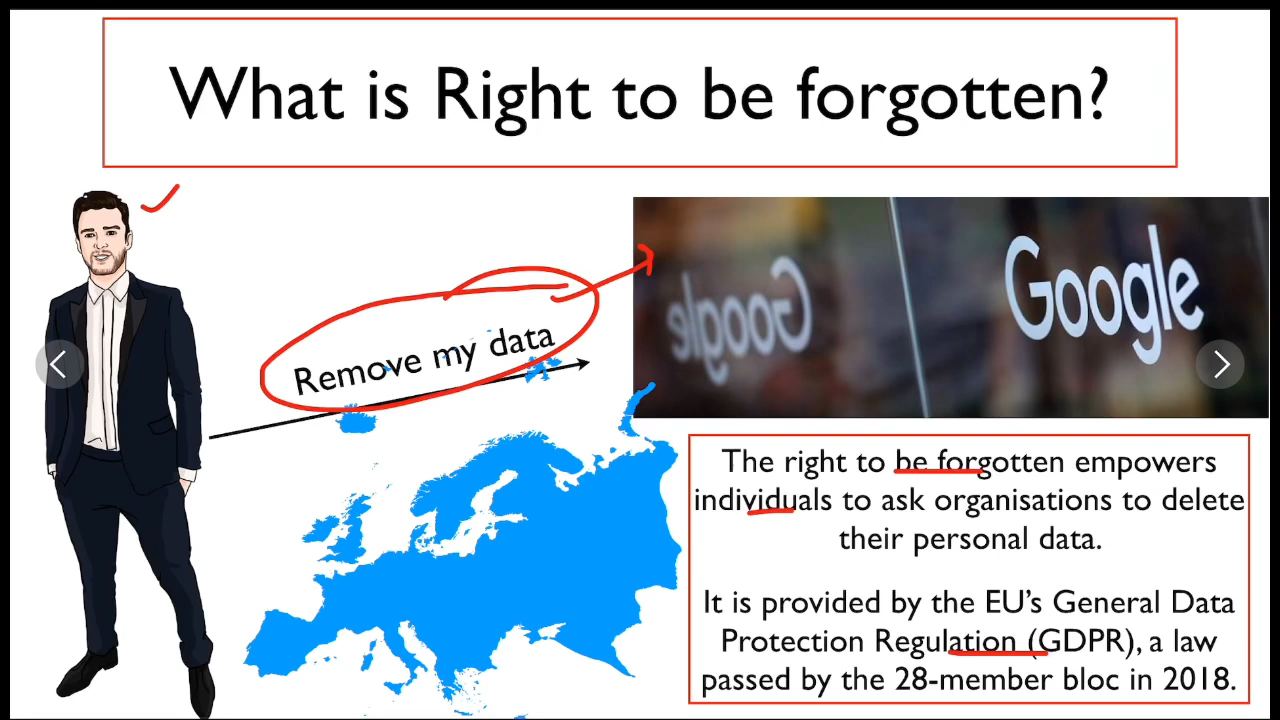 What is Right to be forgotten?
Remove my data
Google
Google
The right to be forgotten empowers
individuals to ask organisations to delete
their personal data.
It is provided by the EU's General Data
Protection Regulation (GDPR), a law
passed by the 28-member bloc in 2018.